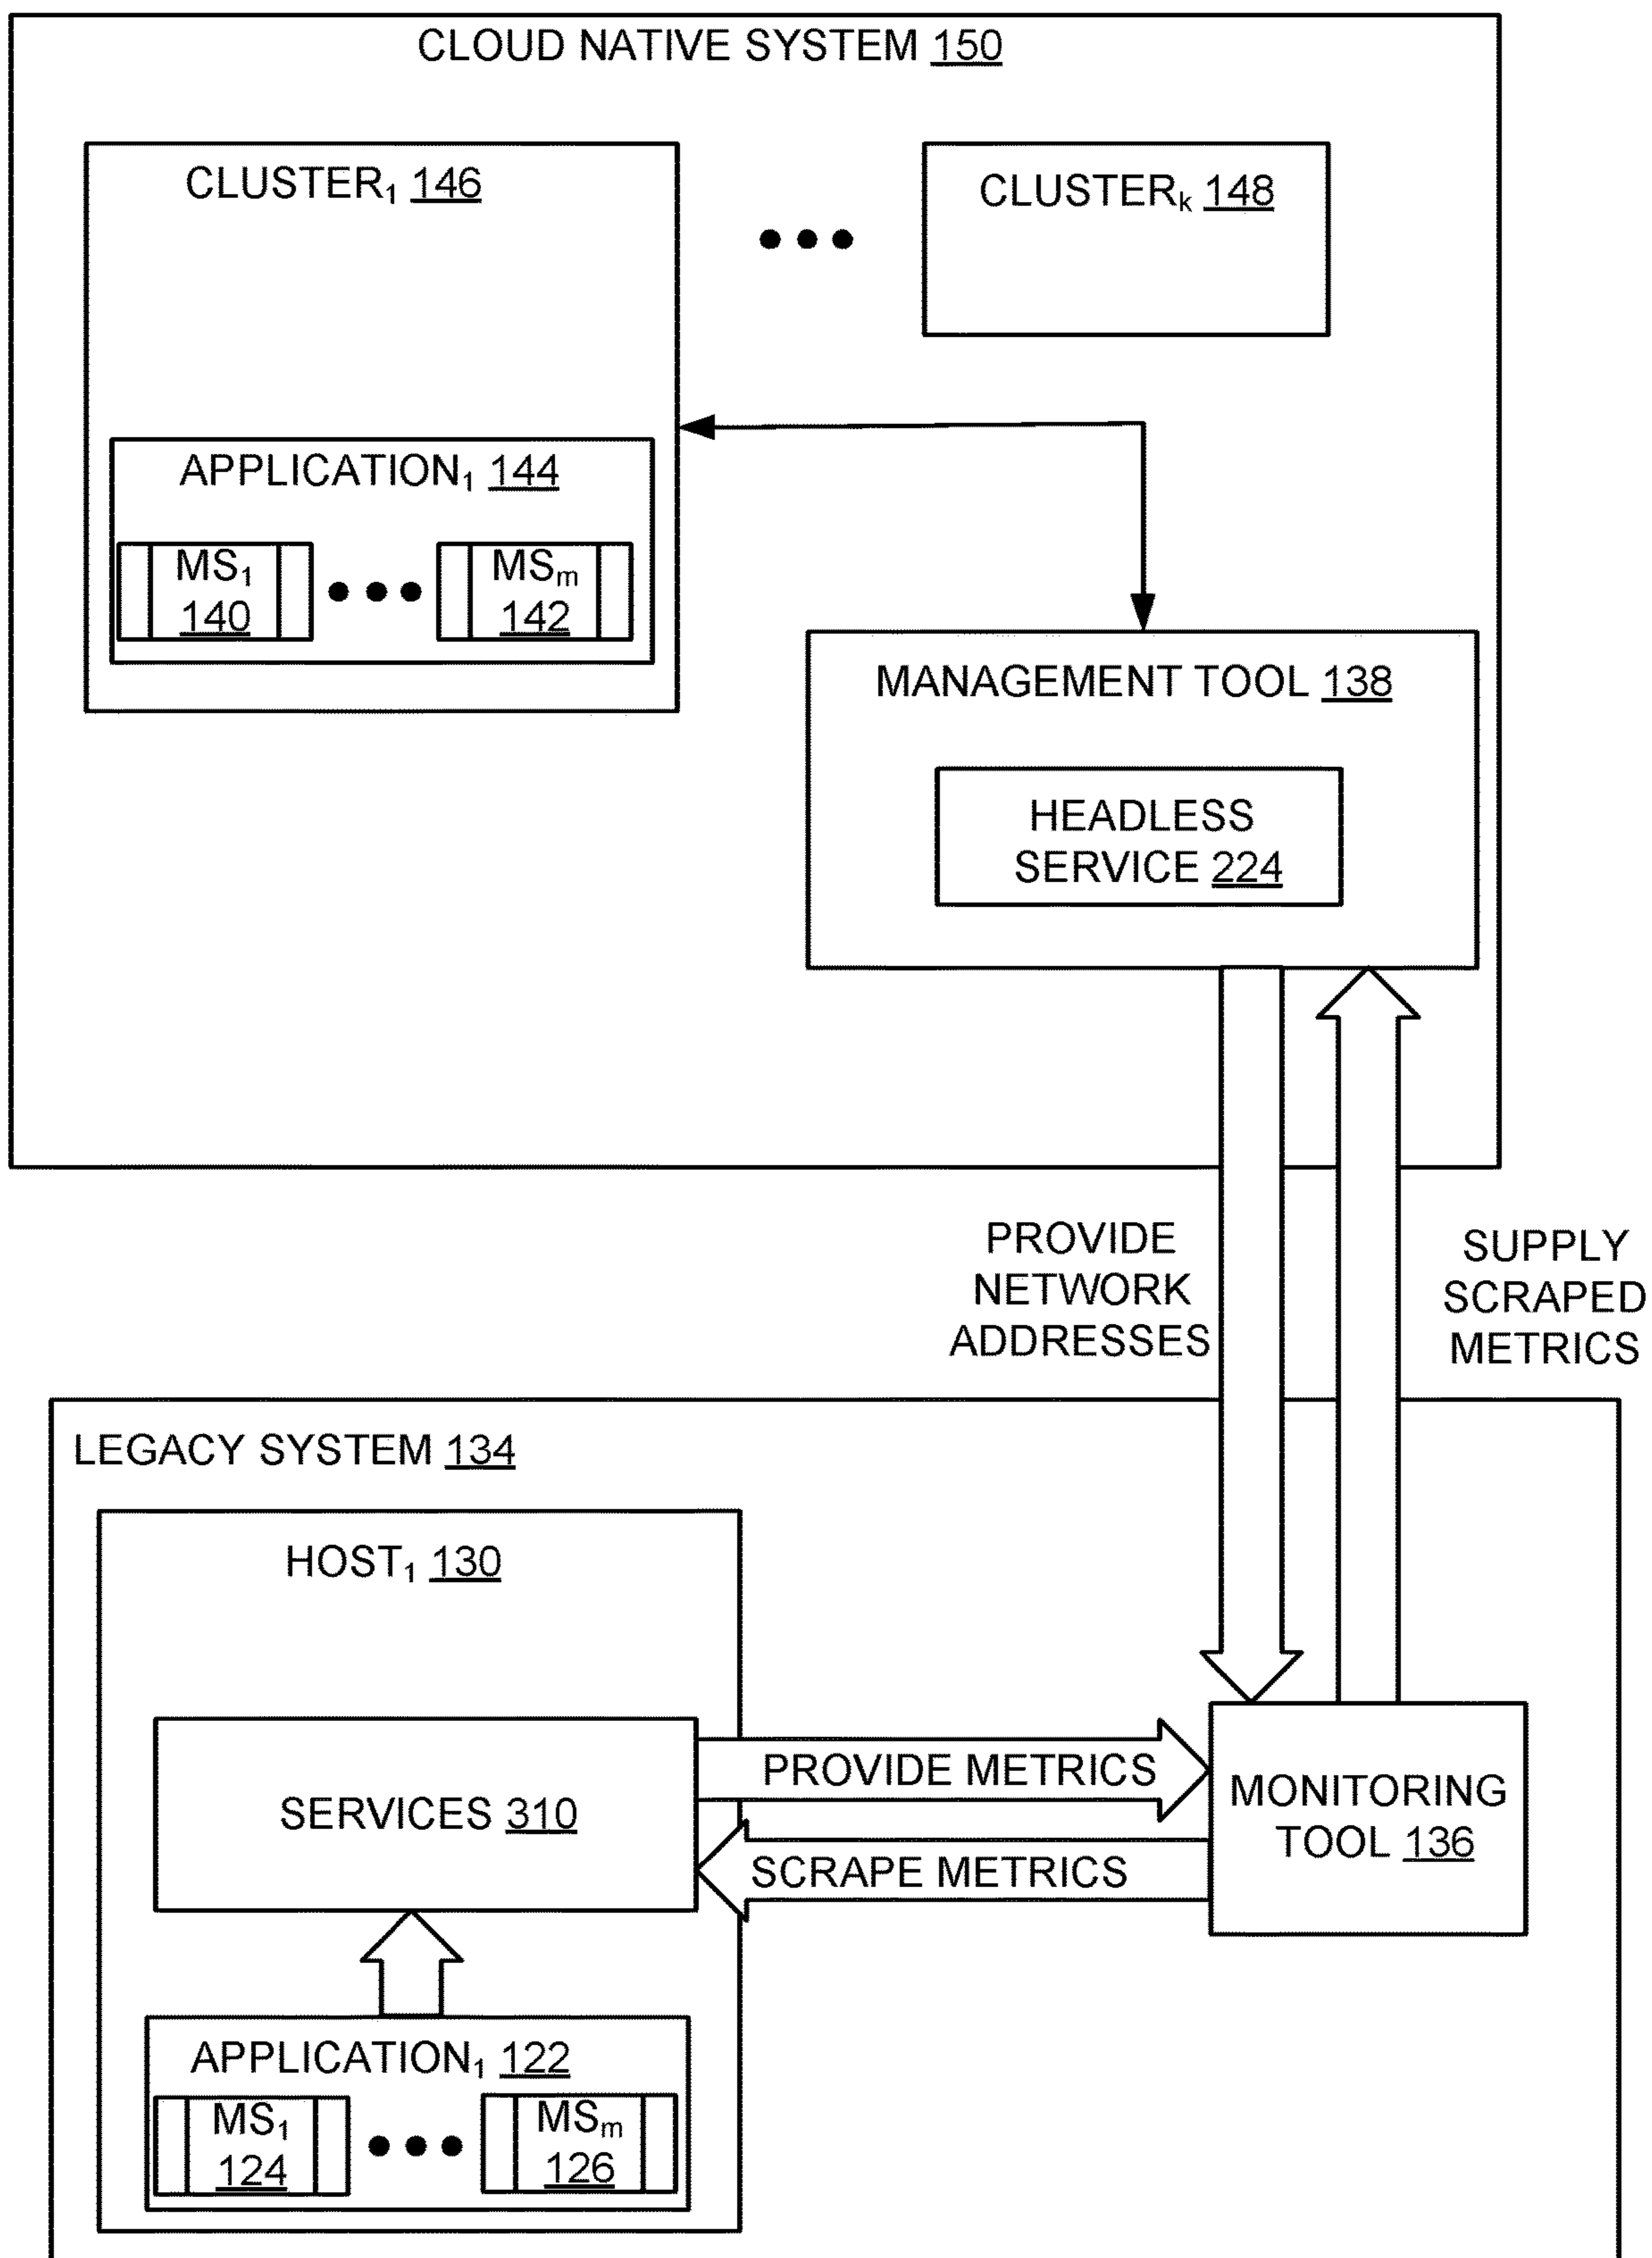 CLOUD NATIVE SYSTEM 150
CLUSTER₁ 146
CLUSTERₖ 148
APPLICATION₁ 144
MS₁
140
MSₘ
142
MANAGEMENT TOOL 138
HEADLESS
SERVICE 224
PROVIDE
NETWORK
ADDRESSES
SUPPLY
SCRAPED
METRICS
LEGACY SYSTEM 134
HOST₁ 130
SERVICES 310
PROVIDE METRICS
SCRAPE METRICS
MONITORING
TOOL 136
APPLICATION₁ 122
MS₁
124
MSₘ
126